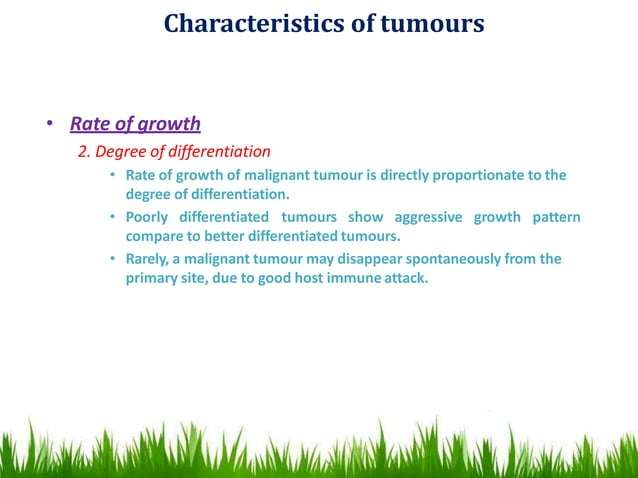 Characteristics of tumours
• Rate of growth
2. Degree of differentiation
• Rate of growth of malignant tumour is directly proportionate to the
degree of differentiation.
• Poorly differentiated tumours show aggressive growth pattern
compare to better differentiated tumours.
• Rarely, a malignant tumour may disappear spontaneously from the
primary site, due to good host immune attack.